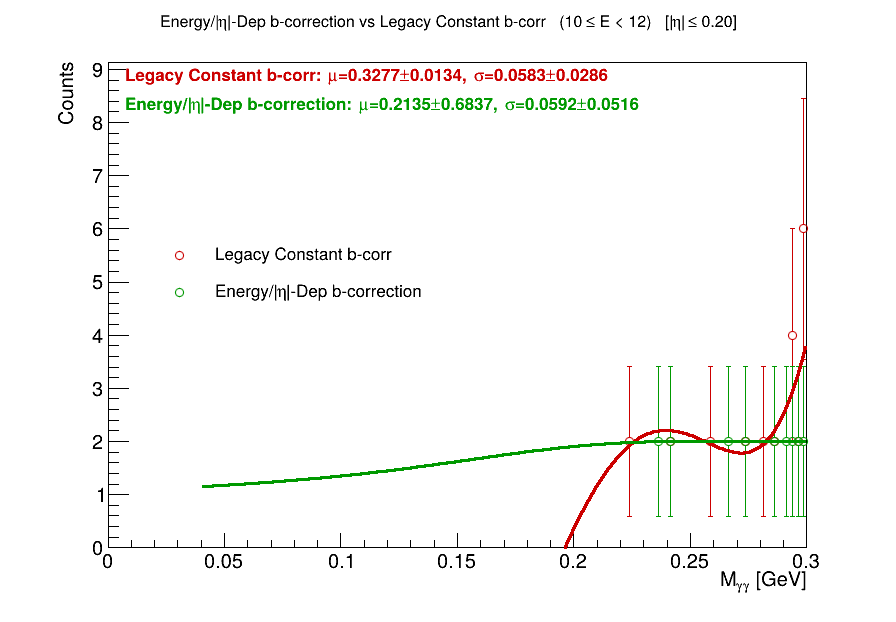 Energy/|η|-Dep b-correction vs Legacy Constant b-corr (10 ≤ E < 12) [|η| ≤ 0.20]
Legacy Constant b-corr: μ=0.3277±0.0134, σ=0.0583±0.0286
Energy/|η|-Dep b-correction: μ=0.2135±0.6837, σ=0.0592±0.0516
Counts
9
8
7
6
5
4
3
2
1
0
Legacy Constant b-corr
Energy/|η|-Dep b-correction
0 0.05 0.1 0.15 0.2 0.25 0.3
M_γγ [GeV]